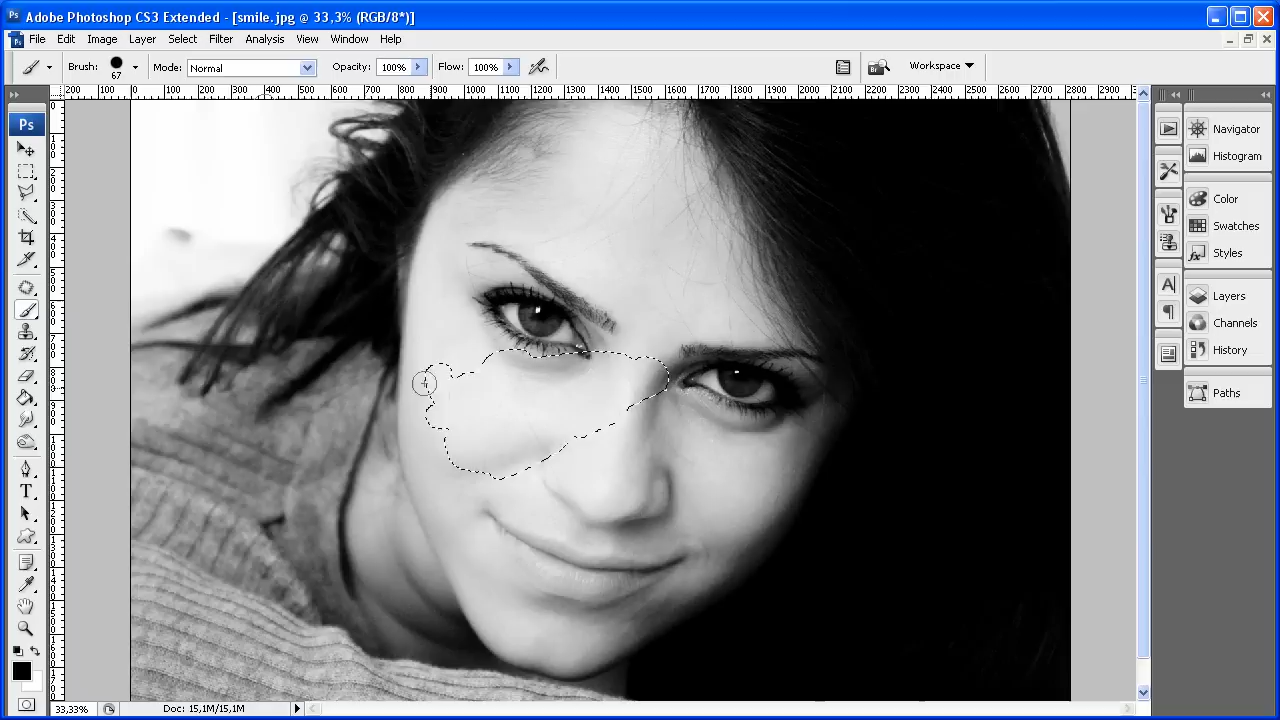 Adobe Photoshop CS3 Extended - [smile.jpg @ 33,3% (RGB/8*)]
File Edit Image Layer Select Filter Analysis View Window Help
Brush: 67 Mode: Normal Opacity: 100% Flow: 100% Workspace
200 100 0 100 200 300 400 500 600 700 800 900 1000 1100 1200 1300 1400 1500 1600 1700 1800 1900 2000 2100 2200 2300 2400 2500 2600 2700 2800 2900
Ps
Navigator
Histogram
Color
Swatches
Styles
Layers
Channels
History
Paths
33,33% Doc: 15,1M/15,1M